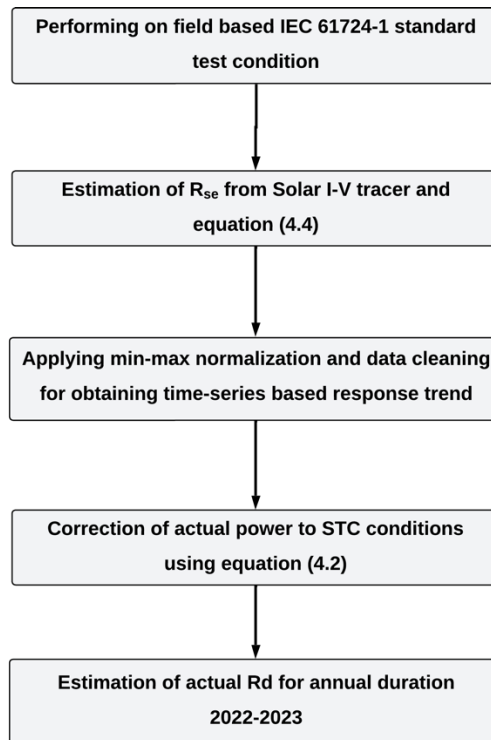 Performing on field based IEC 61724-1 standard
test condition
Estimation of Rse from Solar I-V tracer and
equation (4.4)
Applying min-max normalization and data cleaning
for obtaining time-series based response trend
Correction of actual power to STC conditions
using equation (4.2)
Estimation of actual Rd for annual duration
2022-2023